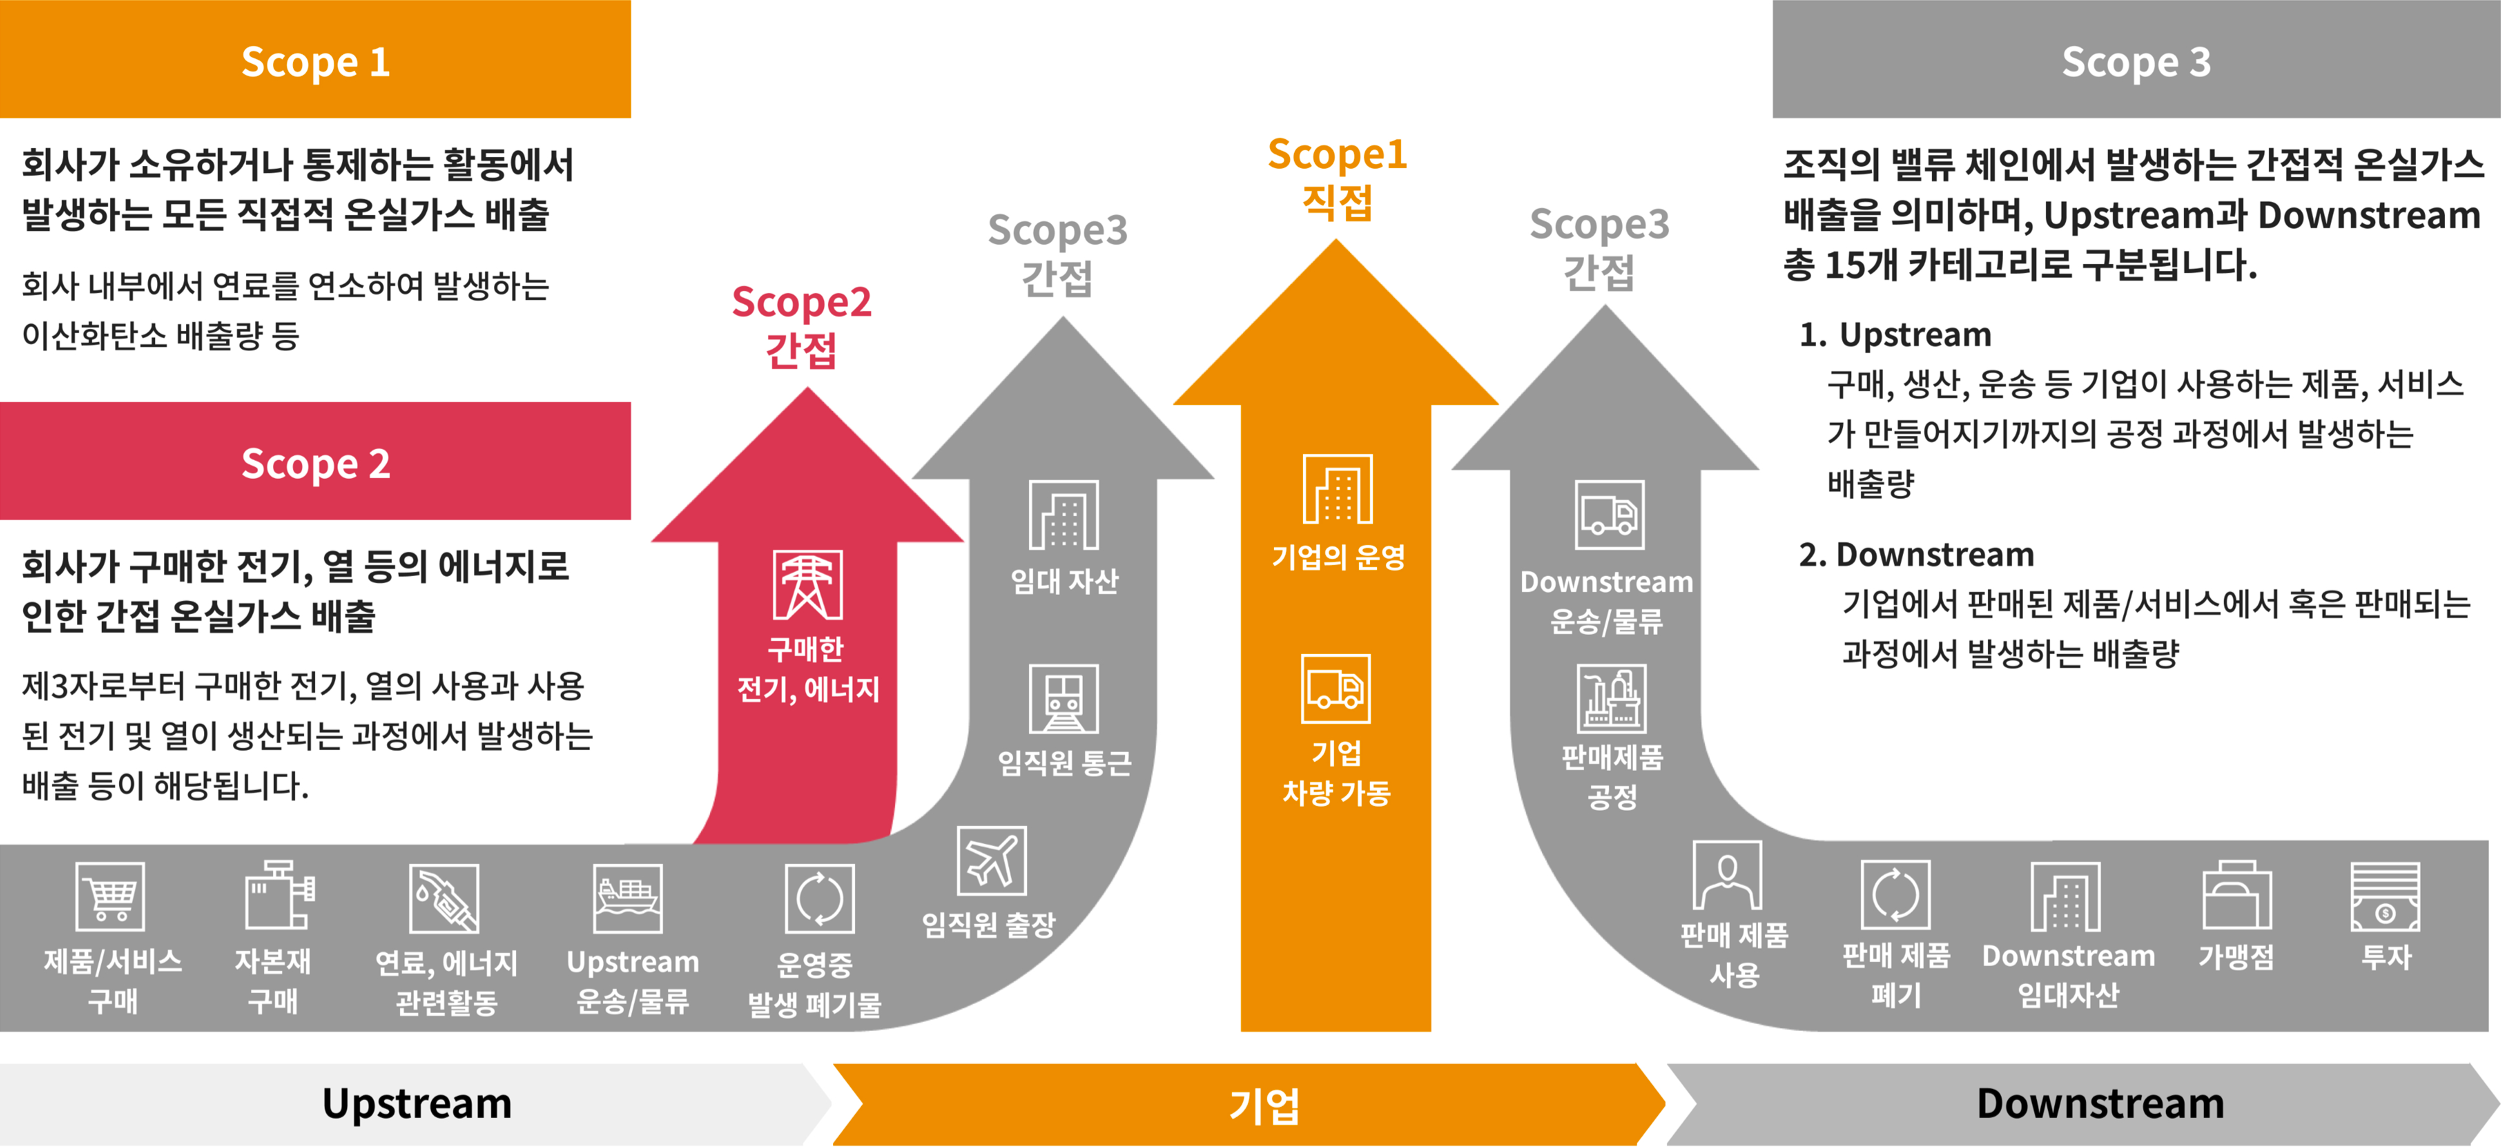 Scope 1
회사가 소유하거나 통제하는 활동에서
발생하는 모든 직접적 온실가스 배출
회사 내부에서 연료를 연소하여 발생하는
이산화탄소 배출량 등
Scope 2
회사가 구매한 전기, 열 등의 에너지로
인한 간접 온실가스 배출
제3자로부터 구매한 전기, 열의 사용과 사용
된 전기 및 열이 생산되는 과정에서 발생하는
배출 등이 해당됩니다.
Scope2
간접
구매한
전기, 에너지
Scope3
간접
임대 자산
임직원 통근
임직원 출장
Scope1
직접
기업의 운영
기업
차량 가동
Scope3
간접
Downstream
운송/물류
판매제품
공정
Scope 3
조직의 밸류 체인에서 발생하는 간접적 온실가스
배출을 의미하며, Upstream과 Downstream
총 15개 카테고리로 구분됩니다.
1. Upstream
구매, 생산, 운송 등 기업이 사용하는 제품, 서비스
가 만들어지기까지의 공정 과정에서 발생하는
배출량
2. Downstream
기업에서 판매된 제품/서비스에서 혹은 판매되는
과정에서 발생하는 배출량
제품/서비스
구매
자본재
구매
연료, 에너지
관련활동
Upstream
운송/물류
운영중
발생 폐기물
판매 제품
사용
판매 제품
폐기
Downstream
임대자산
가맹점
투자
Upstream
기업
Downstream